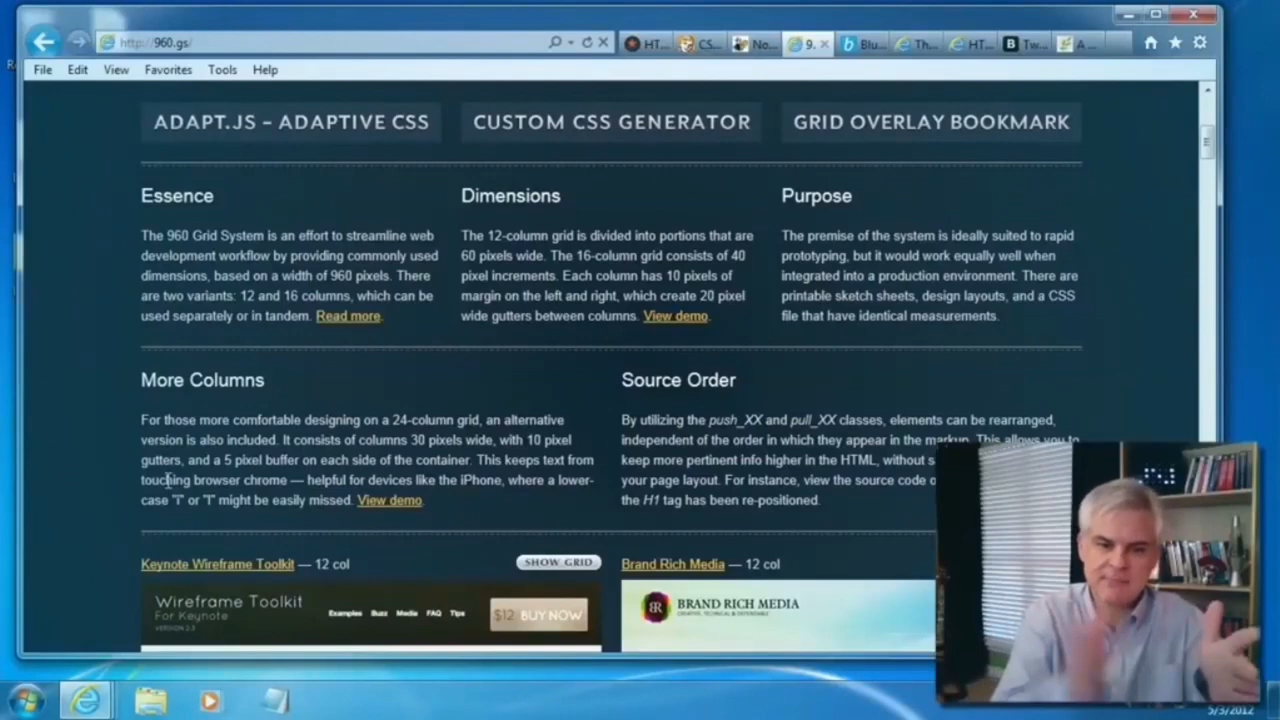 http://960.gs/
HT...
CS...
No...
9...
Blu...
Th...
HT...
Tw...
A ...
File Edit View Favorites Tools Help
ADAPT.JS – ADAPTIVE CSS
CUSTOM CSS GENERATOR
GRID OVERLAY BOOKMARK
Essence
The 960 Grid System is an effort to streamline web
development workflow by providing commonly used
dimensions, based on a width of 960 pixels. There
are two variants: 12 and 16 columns, which can be
used separately or in tandem. Read more.
Dimensions
The 12-column grid is divided into portions that are
60 pixels wide. The 16-column grid consists of 40
pixel increments. Each column has 10 pixels of
margin on the left and right, which create 20 pixel
wide gutters between columns. View demo.
Purpose
The premise of the system is ideally suited to rapid
prototyping, but it would work equally well when
integrated into a production environment. There are
printable sketch sheets, design layouts, and a CSS
file that have identical measurements.
More Columns
For those more comfortable designing on a 24-column grid, an alternative
version is also included. It consists of columns 30 pixels wide, with 10 pixel
gutters, and a 5 pixel buffer on each side of the container. This keeps text from
touching browser chrome — helpful for devices like the iPhone, where a lower-
case "i" or "l" might be easily missed. View demo.
Source Order
By utilizing the push_XX and pull_XX classes, elements can be rearranged,
independent of the order in which they appear in the markup. This allows you to
keep more pertinent info higher in the HTML, without s
your page layout. For instance, view the source code o
the H1 tag has been re-positioned.
Keynote Wireframe Toolkit — 12 col
SHOW GRID
Brand Rich Media — 12 col
Wireframe Toolkit
For Keynote
Examples Buzz Media FAQ Tips
$12 BUY NOW
BR
BRAND RICH MEDIA
5/3/2012